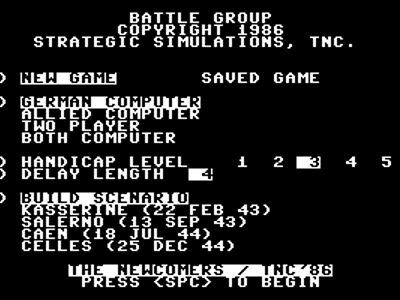 BATTLE GROUP
COPYRIGHT 1986
STRATEGIC SIMULATIONS, TNC.
) NEW GAME SAVED GAME
) GERMAN COMPUTER
ALLIED COMPUTER
TWO PLAYER
BOTH COMPUTER
) HANDICAP LEVEL 1 2 3 4 5
) DELAY LENGTH 4
) BUILD SCENARIO
KASSERINE (22 FEB 43)
SALERNO (13 SEP 43)
CAEN (18 JUL 44)
CELLES (25 DEC 44)
THE NEWCOMERS / TNC'86
PRESS <SPC> TO BEGIN